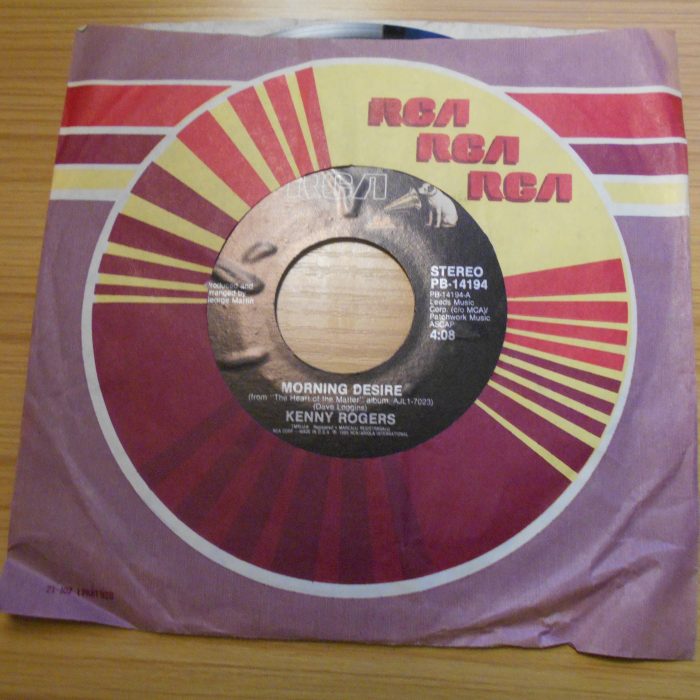 RCA
RCA
RCA
RCA
STEREO
PB-14194
PB-14194-A
Leeds Music
Corp. (c/o MCA)/
Patchwork Music
ASCAP
4:08
Produced and
Arranged by
George Martin
MORNING DESIRE
(from "The Heart of the Matter" album, AJL1-7023)
(Dave Loggins)
KENNY ROGERS